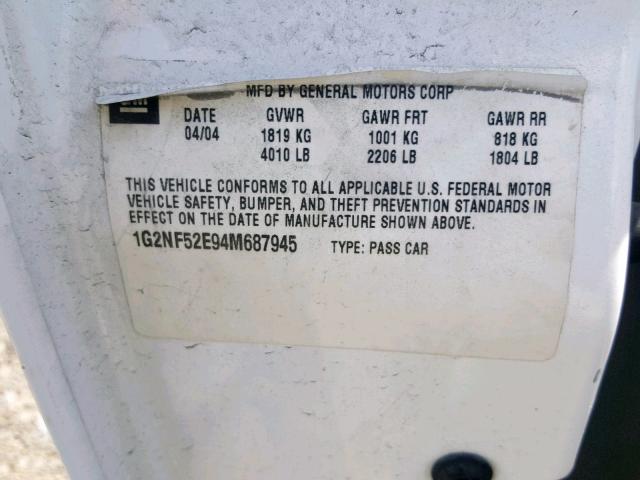 MFD BY GENERAL MOTORS CORP
GM
DATE GVWR GAWR FRT GAWR RR
04/04 1819 KG 1001 KG 818 KG
4010 LB 2206 LB 1804 LB
THIS VEHICLE CONFORMS TO ALL APPLICABLE U.S. FEDERAL MOTOR
VEHICLE SAFETY, BUMPER, AND THEFT PREVENTION STANDARDS IN
EFFECT ON THE DATE OF MANUFACTURE SHOWN ABOVE.
1G2NF52E94M687945 TYPE: PASS CAR